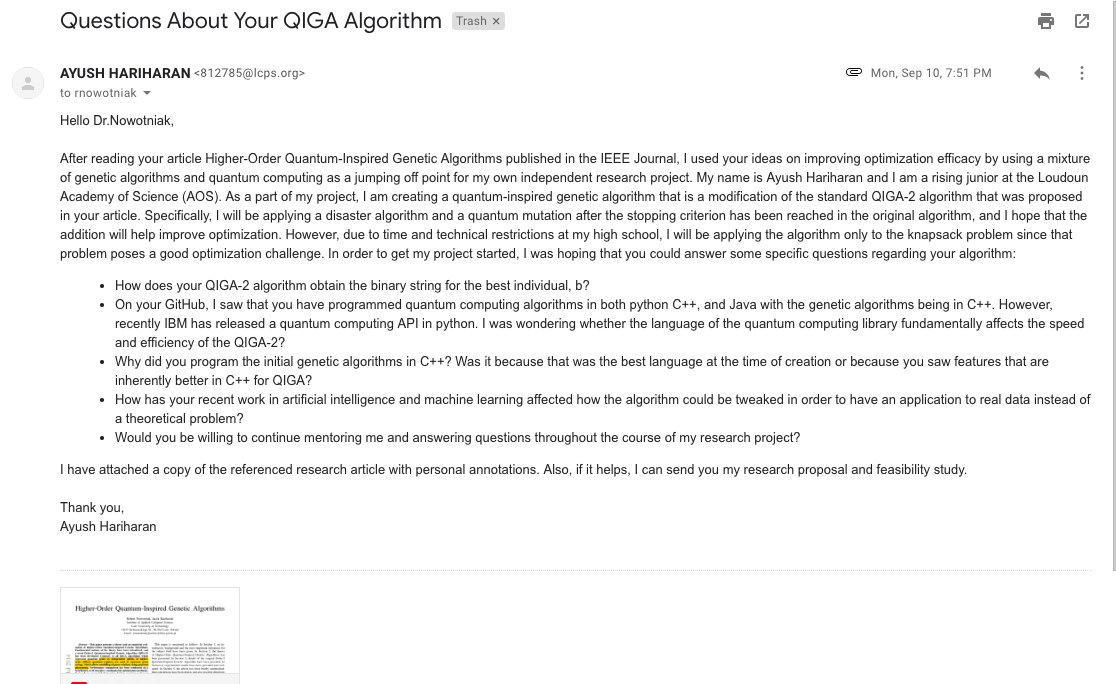 Questions About Your QIGA Algorithm Trash ×
AYUSH HARIHARAN <812785@lcps.org> Mon, Sep 10, 7:51 PM
to rnowotniak
Hello Dr.Nowotniak,
After reading your article Higher-Order Quantum-Inspired Genetic Algorithms published in the IEEE Journal, I used your ideas on improving optimization efficacy by using a mixture
of genetic algorithms and quantum computing as a jumping off point for my own independent research project. My name is Ayush Hariharan and I am a rising junior at the Loudoun
Academy of Science (AOS). As a part of my project, I am creating a quantum-inspired genetic algorithm that is a modification of the standard QIGA-2 algorithm that was proposed
in your article. Specifically, I will be applying a disaster algorithm and a quantum mutation after the stopping criterion has been reached in the original algorithm, and I hope that the
addition will help improve optimization. However, due to time and technical restrictions at my high school, I will be applying the algorithm only to the knapsack problem since that
problem poses a good optimization challenge. In order to get my project started, I was hoping that you could answer some specific questions regarding your algorithm:
• How does your QIGA-2 algorithm obtain the binary string for the best individual, b?
• On your GitHub, I saw that you have programmed quantum computing algorithms in both python C++, and Java with the genetic algorithms being in C++. However,
recently IBM has released a quantum computing API in python. I was wondering whether the language of the quantum computing library fundamentally affects the speed
and efficiency of the QIGA-2?
• Why did you program the initial genetic algorithms in C++? Was it because that was the best language at the time of creation or because you saw features that are
inherently better in C++ for QIGA?
• How has your recent work in artificial intelligence and machine learning affected how the algorithm could be tweaked in order to have an application to real data instead of
a theoretical problem?
• Would you be willing to continue mentoring me and answering questions throughout the course of my research project?
I have attached a copy of the referenced research article with personal annotations. Also, if it helps, I can send you my research proposal and feasibility study.
Thank you,
Ayush Hariharan
Higher-Order Quantum-Inspired Genetic Algorithms